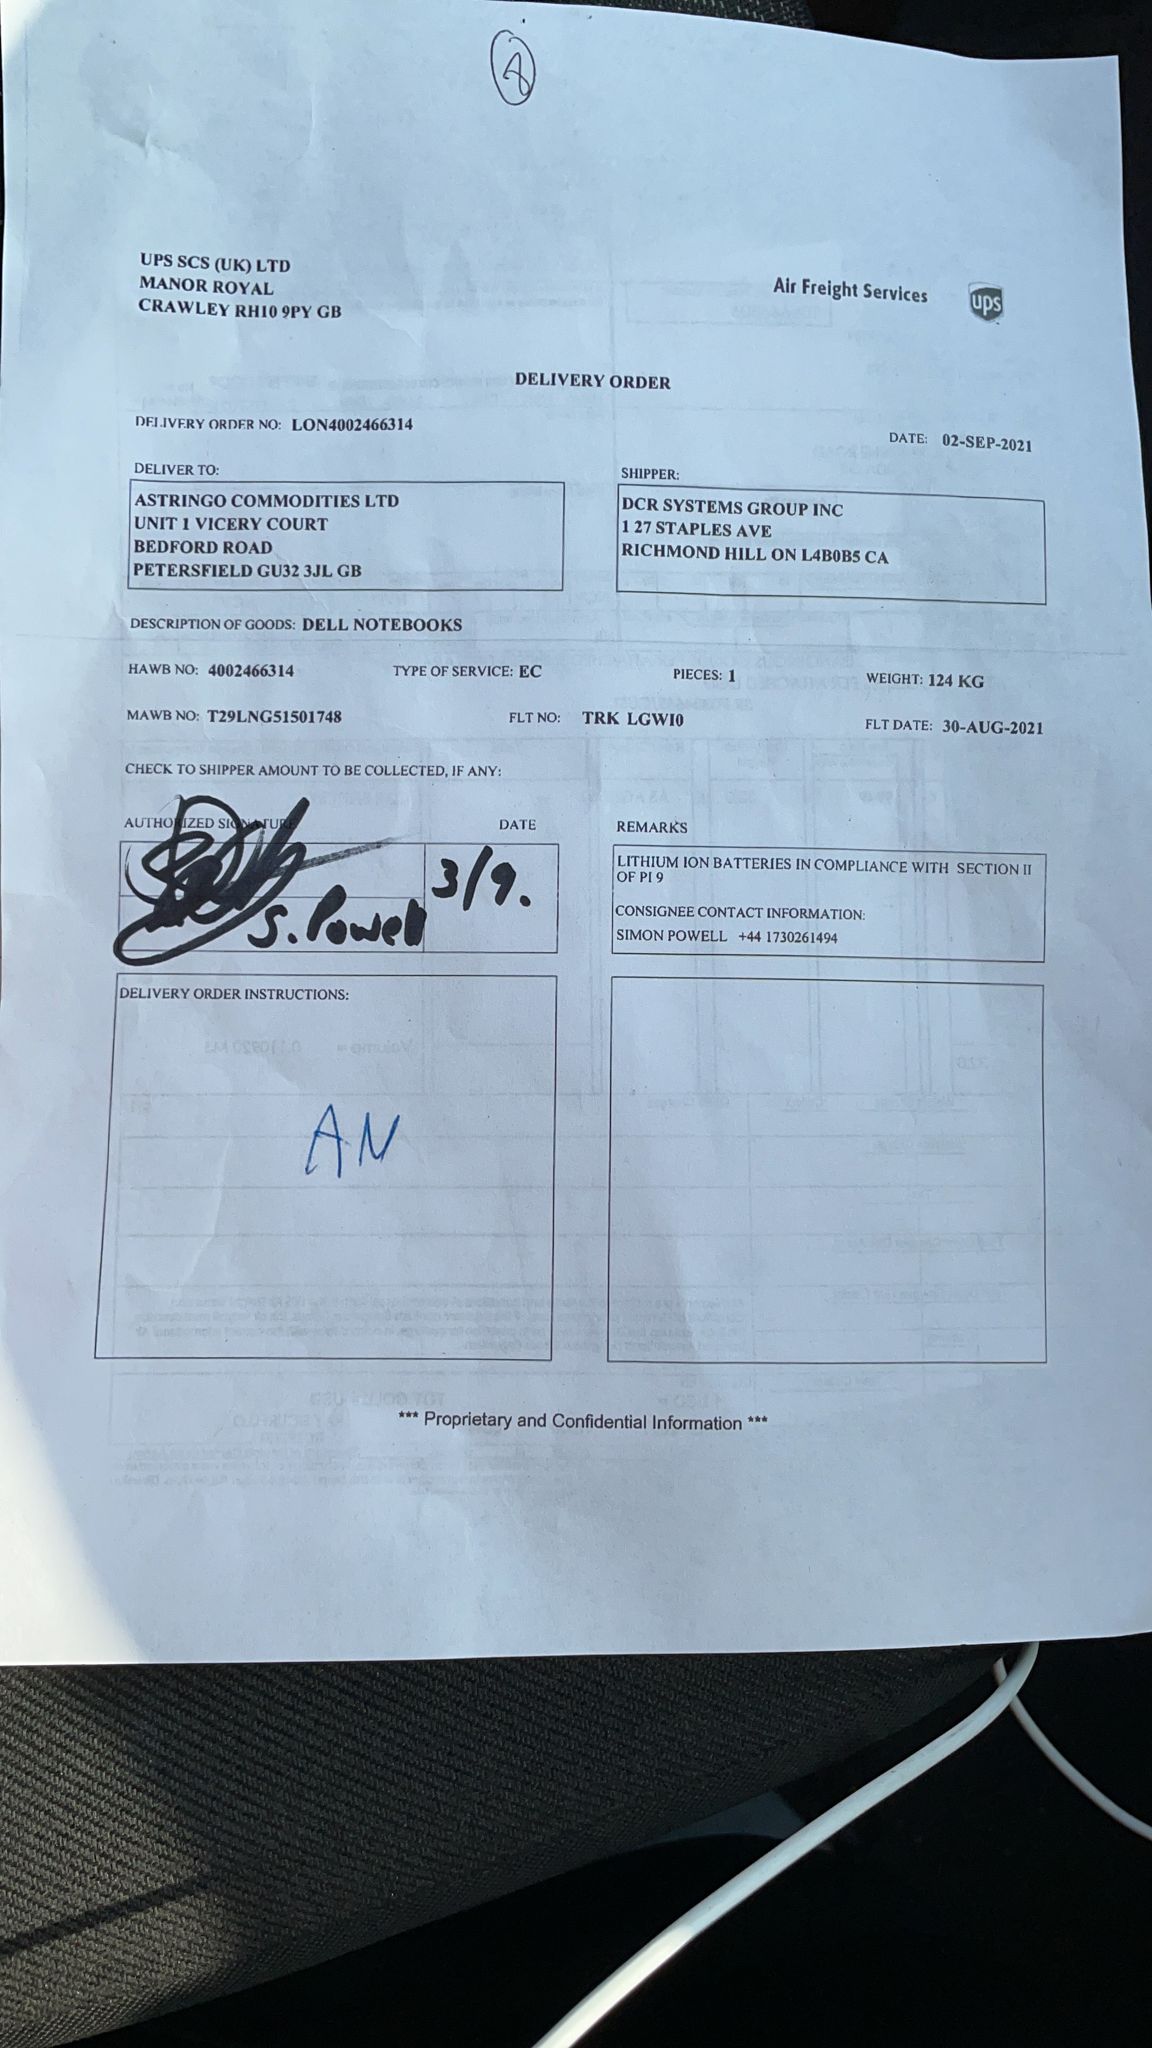 8
UPS SCS (UK) LTD
MANOR ROYAL
CRAWLEY RH10 9PY GB
Air Freight Services
ups
DELIVERY ORDER
DELIVERY ORDER NO: LON4002466314
DATE: 02-SEP-2021
DELIVER TO:
ASTRINGO COMMODITIES LTD
UNIT 1 VICERY COURT
BEDFORD ROAD
PETERSFIELD GU32 3JL GB
SHIPPER:
DCR SYSTEMS GROUP INC
1 27 STAPLES AVE
RICHMOND HILL ON L4B0B5 CA
DESCRIPTION OF GOODS: DELL NOTEBOOKS
HAWB NO: 4002466314 TYPE OF SERVICE: EC PIECES: 1 WEIGHT: 124 KG
MAWB NO: T29LNG51501748 FLT NO: TRK LGWI0 FLT DATE: 30-AUG-2021
CHECK TO SHIPPER AMOUNT TO BE COLLECTED, IF ANY:
AUTHORIZED SIGNATURE DATE
S. Powell 3/9.
REMARKS
LITHIUM ION BATTERIES IN COMPLIANCE WITH SECTION II
OF PI 9
CONSIGNEE CONTACT INFORMATION:
SIMON POWELL +44 1730261494
DELIVERY ORDER INSTRUCTIONS:
AN
*** Proprietary and Confidential Information ***